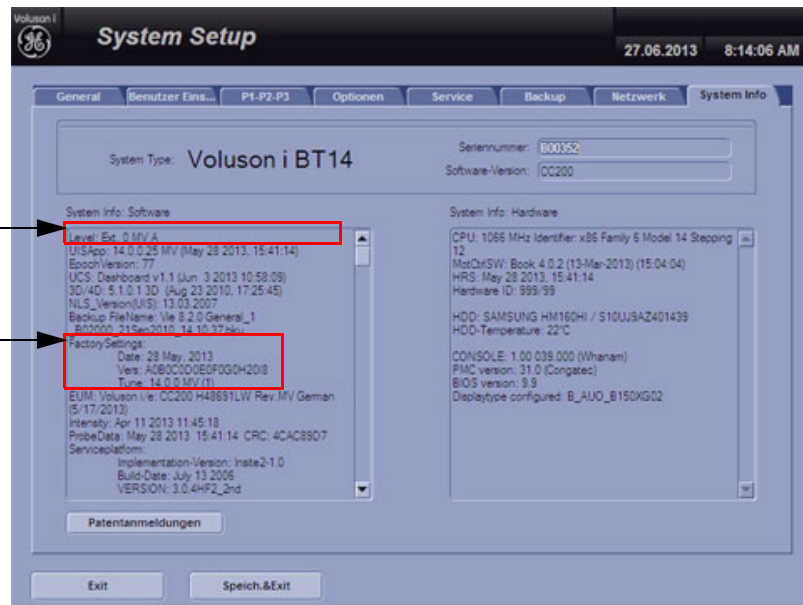 Voluson i
System Setup
27.06.2013 8:14:06 AM
General Benutzer Eins... P1-P2-P3 Optionen Service Backup Netzwerk System Info
System Type: Voluson i BT14
Seriennummer: B00352
Software-Version: CC200
System Info: Software
Level: Ext. 0 MV A
UISApp: 14.0.0.25 MV (May 28 2013, 15:41:14)
EpochVersion: 77
UCS: Dashboard v1.1 (Jun 3 2013 10:58:09)
3D/4D: 5.1.0.1 3D (Aug 23 2010, 17:25:45)
NLS_Version(UIS): 13.03.2007
Backup FileName: Vie 8.2.0 General_1
_B02000_21Sep2010_14.10.37.bku
FactorySettings:
Date: 28 May, 2013
Vers: A0B0C0D0E0F0G0H20I8
Tune: 14.0.0 MV (1)
EUM: Voluson i/e: CC200 H48691LW Rev.MV German
(5/17/2013)
Intensity: Apr 11 2013 11:45:18
ProbeData: May 28 2013 15:41:14 CRC: 4CAC89D7
Serviceplatform:
Implementation-Version: Insite2-1.0
Build-Date: July 13 2006
VERSION: 3.0.4HF2_2nd
System Info: Hardware
CPU: 1066 MHz Identifier: x86 Family 6 Model 14 Stepping
12
MotCtrlSW: Book 4.0.2 (13-Mar-2013) (15:04:04)
HRS: May 28 2013, 15:41:14
Hardware ID: 999/99
HDD: SAMSUNG HM160HI / S10UJ9AZ401439
HDD-Temperature: 22°C
CONSOLE: 1.00 039.000 (Whanam)
PMC version: 31.0 (Congatec)
BIOS version: 9.9
Displaytype configured: B_AUO_B150XG02
Patentanmeldungen
Exit Speich.&Exit